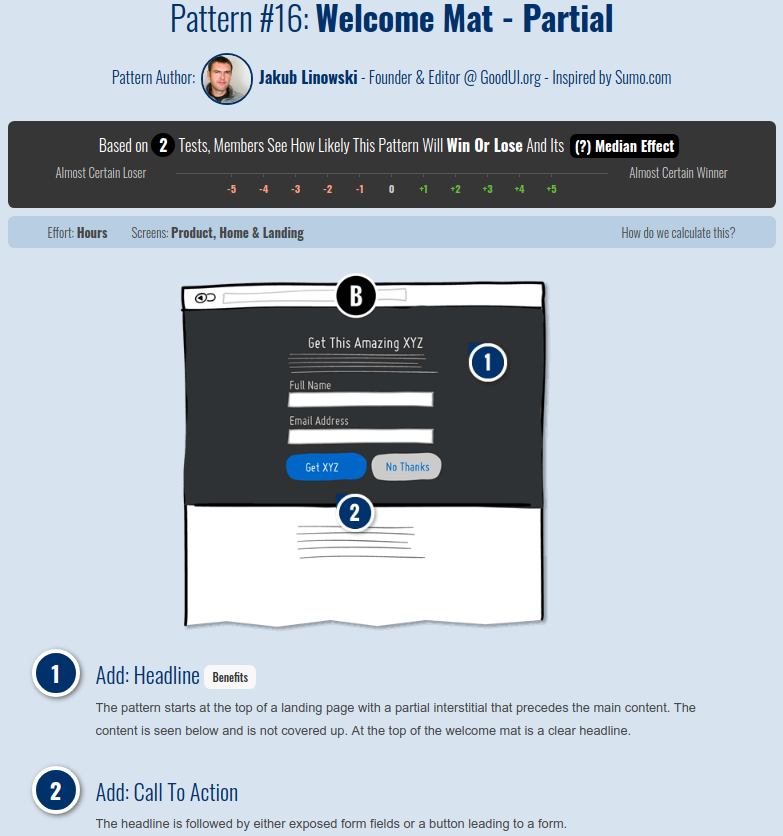 Pattern #16: Welcome Mat - Partial
Pattern Author: Jakub Linowski - Founder & Editor @ GoodUI.org - Inspired by Sumo.com
Based on 2 Tests, Members See How Likely This Pattern Will Win Or Lose And Its (?) Median Effect
Almost Certain Loser -5 -4 -3 -2 -1 0 +1 +2 +3 +4 +5 Almost Certain Winner
Effort: Hours Screens: Product, Home & Landing How do we calculate this?
B
Get This Amazing XYZ
1
Full Name
Email Address
Get XYZ No Thanks
2
1 Add: Headline Benefits
The pattern starts at the top of a landing page with a partial interstitial that precedes the main content. The
content is seen below and is not covered up. At the top of the welcome mat is a clear headline.
2 Add: Call To Action
The headline is followed by either exposed form fields or a button leading to a form.